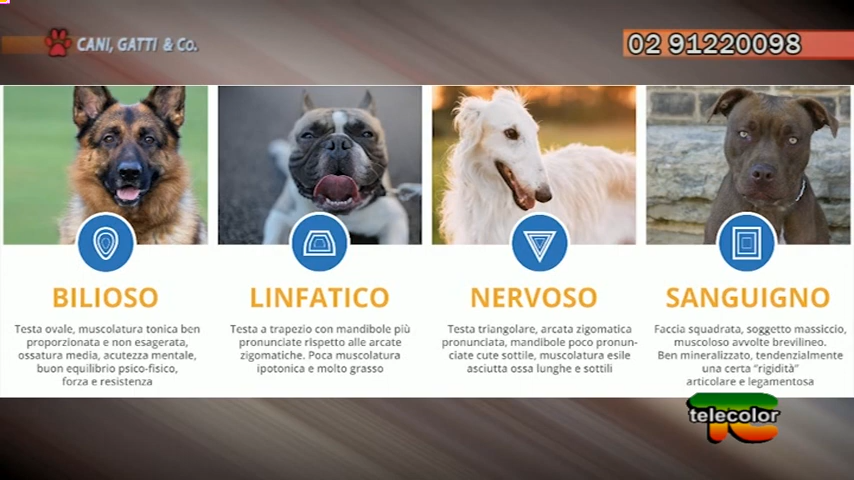 CANI, GATTI & Co.
02 91220098
BILIOSO
Testa ovale, muscolatura tonica ben
proporzionata e non esagerata,
ossatura media, acutezza mentale,
buon equilibrio psico-fisico,
forza e resistenza
LINFATICO
Testa a trapezio con mandibole più
pronunciate rispetto alle arcate
zigomatiche. Poca muscolatura
ipotonica e molto grasso
NERVOSO
Testa triangolare, arcata zigomatica
pronunciata, mandibole poco pronun-
ciate cute sottile, muscolatura esile
asciutta ossa lunghe e sottili
SANGUIGNO
Faccia squadrata, soggetto massiccio,
muscoloso avvolte brevilineo.
Ben mineralizzato, tendenzialmente
una certa "rigidità"
articolare e legamentosa
telecolor
TC